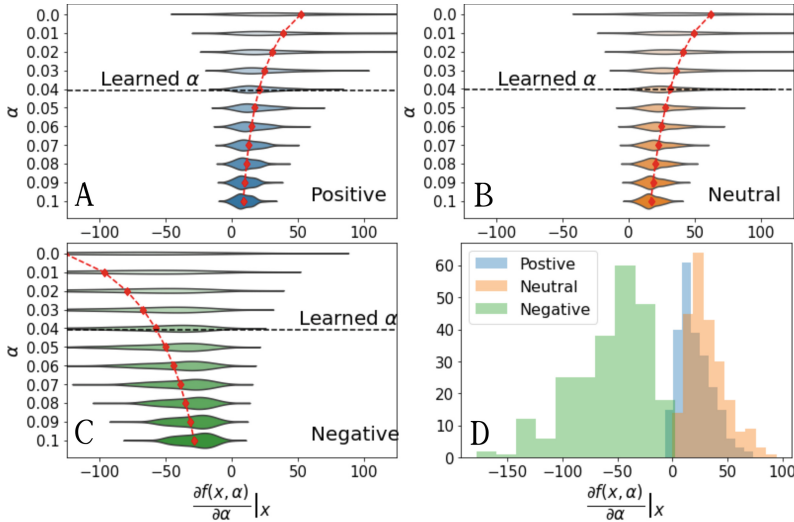 0.0
0.01
0.02
0.03
0.04
0.05
0.06
0.07
0.08
0.09
0.1
α
Learned α
A
Positive
−100 −50 0 50 100
0.0
0.01
0.02
0.03
0.04
0.05
0.06
0.07
0.08
0.09
0.1
α
Learned α
B
Neutral
−100 −50 0 50 100
0.0
0.01
0.02
0.03
0.04
0.05
0.06
0.07
0.08
0.09
0.1
α
Learned α
C
Negative
−100 −50 0 50 100
∂f(x, α)
∂α |x
60
50
40
30
20
10
0
Postive
Neutral
Negative
D
−150 −100 −50 0 50 100
∂f(x, α)
∂α |x